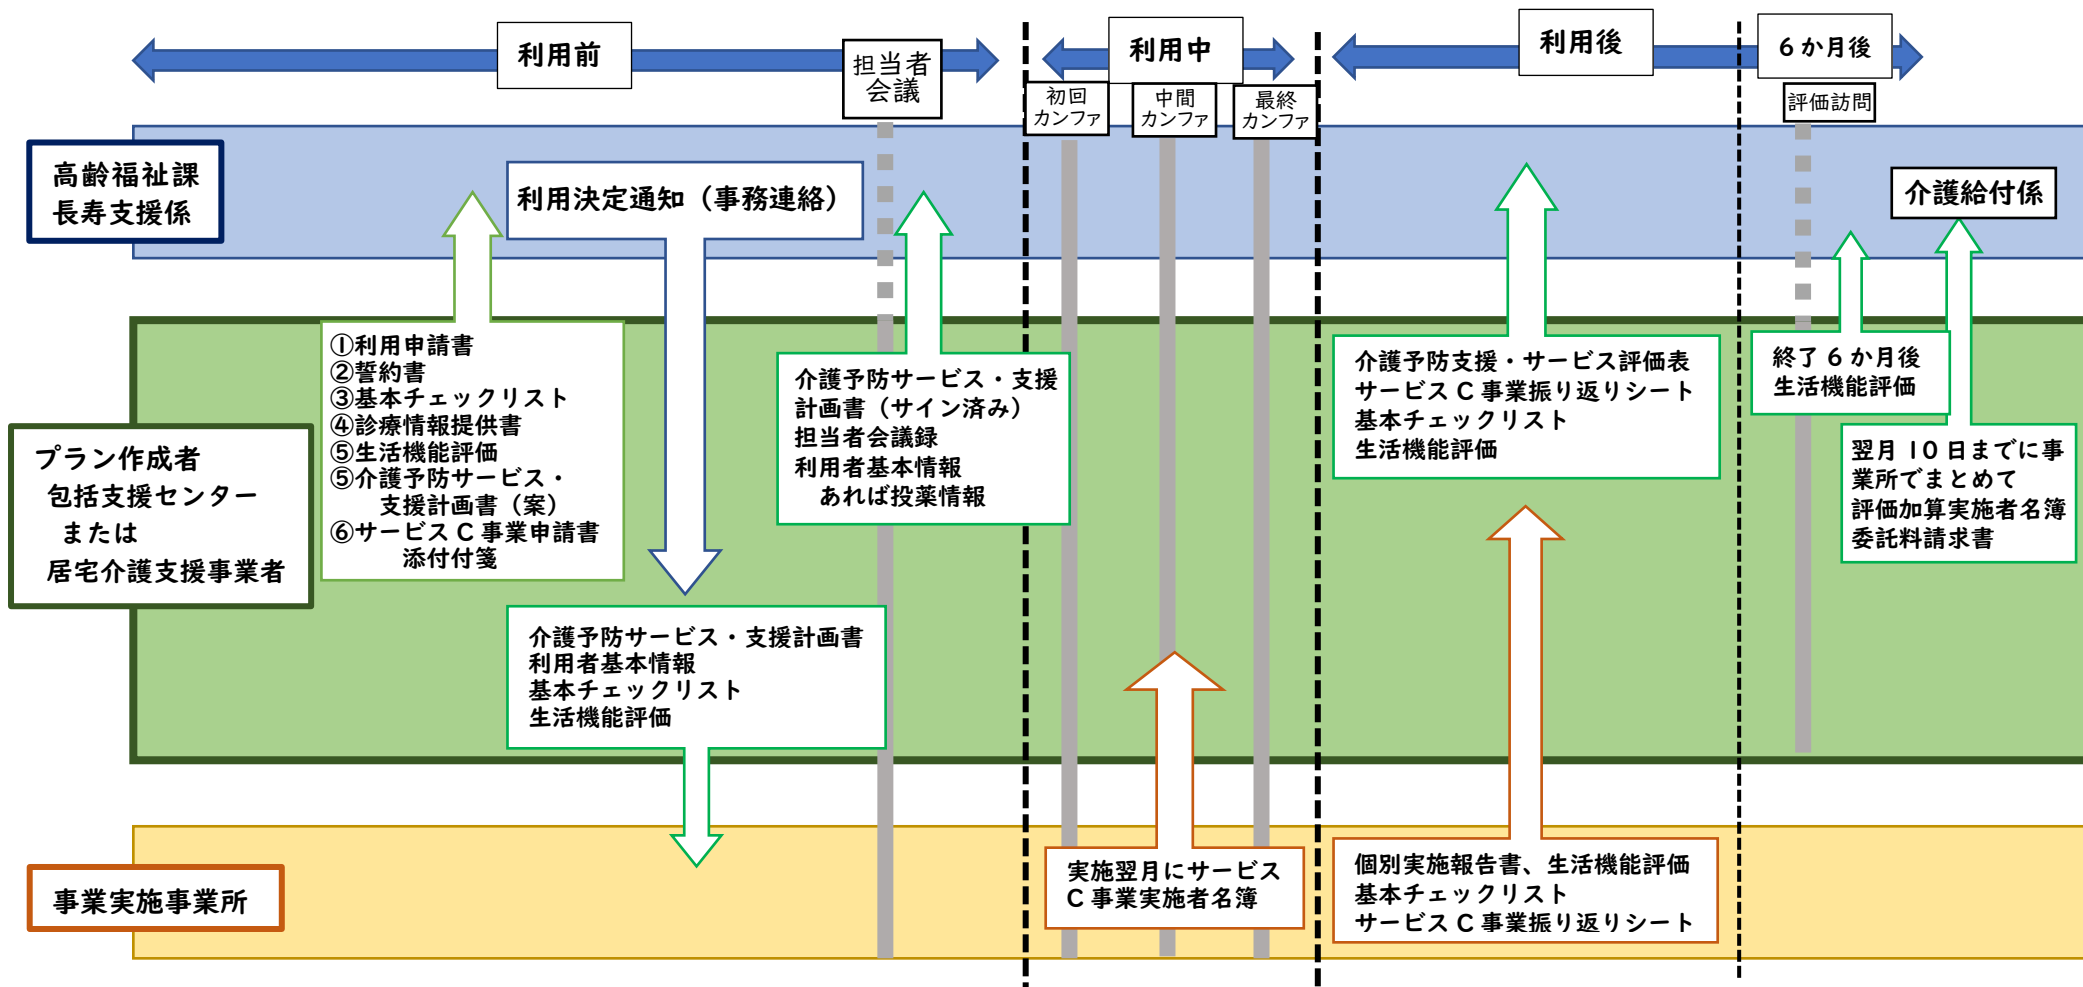 利用前
担当者
会議
利用中
初回
カンファ
中間
カンファ
最終
カンファ
利用後
6か月後
評価訪問
高齢福祉課
長寿支援係
利用決定通知（事務連絡）
介護給付係
プラン作成者
包括支援センター
または
居宅介護支援事業者
①利用申請書
②誓約書
③基本チェックリスト
④診療情報提供書
⑤生活機能評価
⑤介護予防サービス・
支援計画書（案）
⑥サービスC事業申請書
添付付箋
介護予防サービス・支援
計画書（サイン済み）
担当者会議録
利用者基本情報
あれば投薬情報
介護予防支援・サービス評価表
サービスC事業振り返りシート
基本チェックリスト
生活機能評価
終了6か月後
生活機能評価
翌月10日までに事
業所でまとめて
評価加算実施者名簿
委託料請求書
介護予防サービス・支援計画書
利用者基本情報
基本チェックリスト
生活機能評価
事業実施事業所
実施翌月にサービス
C事業実施者名簿
個別実施報告書、生活機能評価
基本チェックリスト
サービスC事業振り返りシート